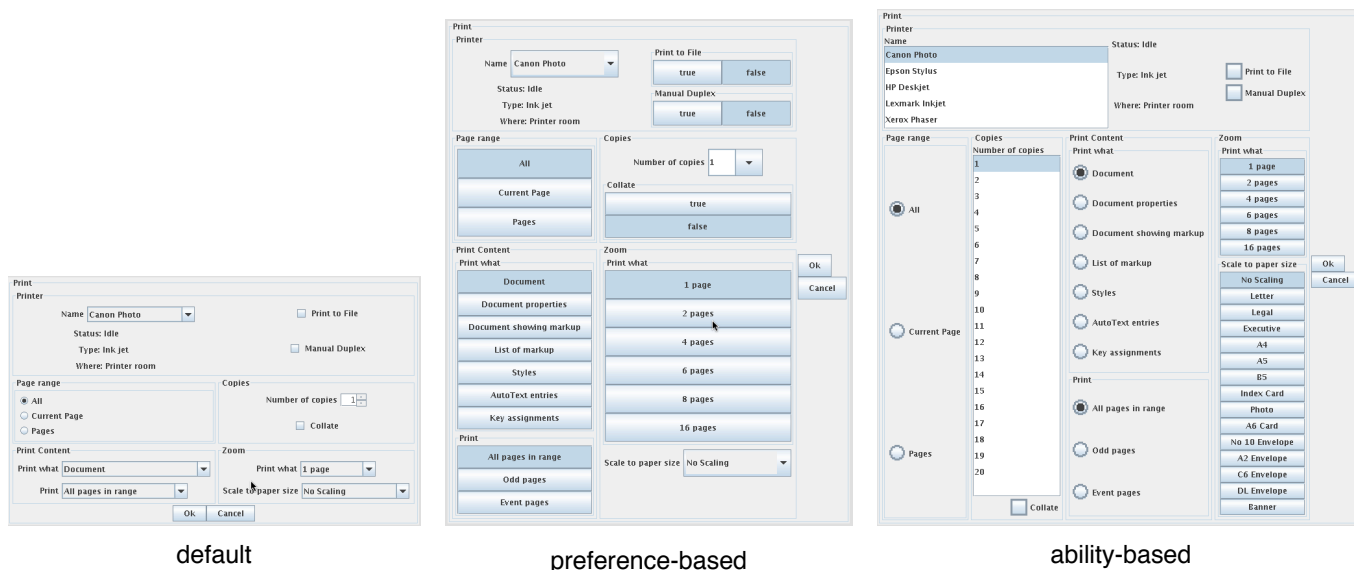 Print
Printer
Name Canon Photo
Print to File
Status: Idle
Type: Ink jet
Manual Duplex
Where: Printer room
Page range
All
Current Page
Pages
Copies
Number of copies 1
Collate
Print Content
Print what Document
Print All pages in range
Zoom
Print what 1 page
Scale to paper size No Scaling
Ok Cancel
default
Print
Printer
Name Canon Photo
Status: Idle
Type: Ink jet
Where: Printer room
Print to File
true false
Manual Duplex
true false
Page range
All
Current Page
Pages
Copies
Number of copies 1
Collate
true
false
Print Content
Print what
Document
Document properties
Document showing markup
List of markup
Styles
AutoText entries
Key assignments
Print
All pages in range
Odd pages
Event pages
Zoom
Print what
1 page
2 pages
4 pages
6 pages
8 pages
16 pages
Scale to paper size No Scaling
Ok
Cancel
preference-based
Print
Printer
Name
Canon Photo
Epson Stylus
HP Deskjet
Lexmark Inkjet
Xerox Phaser
Status: Idle
Type: Ink jet
Where: Printer room
Print to File
Manual Duplex
Page range
All
Current Page
Pages
Copies
Number of copies
1
2
3
4
5
6
7
8
9
10
11
12
13
14
15
16
17
18
19
20
Collate
Print Content
Print what
Document
Document properties
Document showing markup
List of markup
Styles
AutoText entries
Key assignments
Print
All pages in range
Odd pages
Event pages
Zoom
Print what
1 page
2 pages
4 pages
6 pages
8 pages
16 pages
Scale to paper size
No Scaling
Letter
Legal
Executive
A4
A5
B5
Index Card
Photo
A6 Card
No 10 Envelope
A2 Envelope
C6 Envelope
DL Envelope
Banner
Ok
Cancel
ability-based